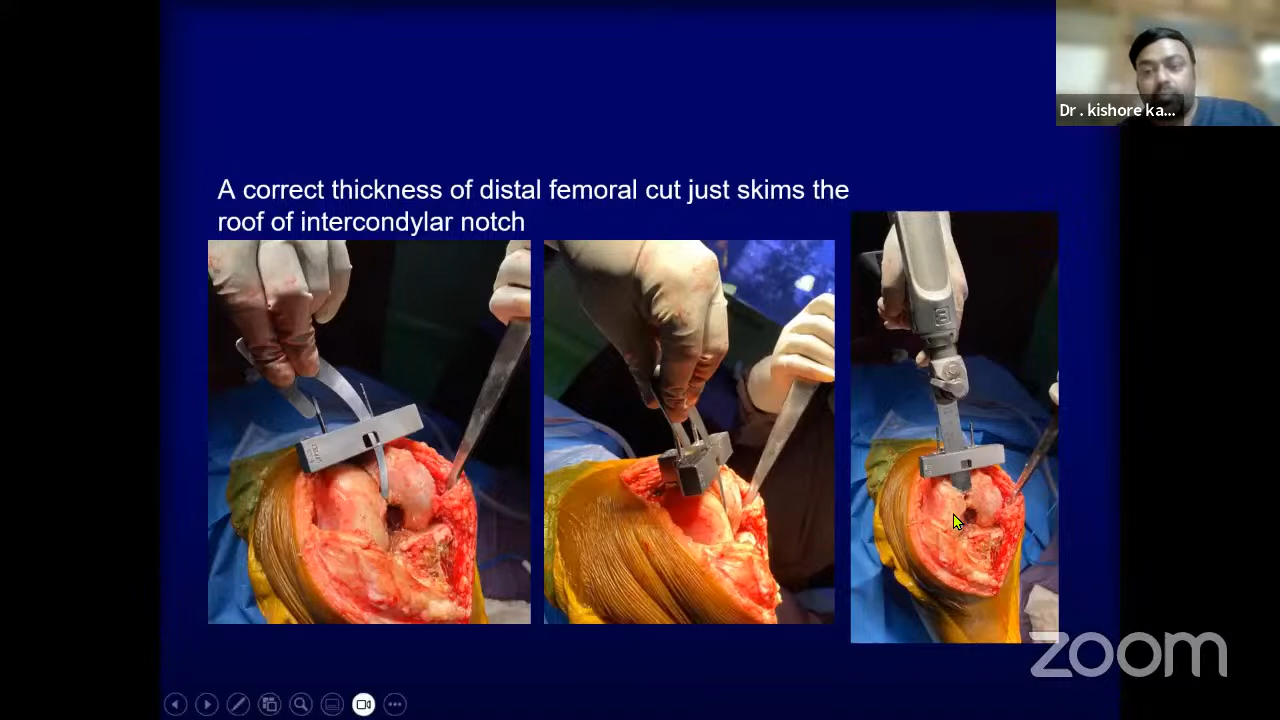 Dr . kishore ka...
A correct thickness of distal femoral cut just skims the
roof of intercondylar notch
zoom